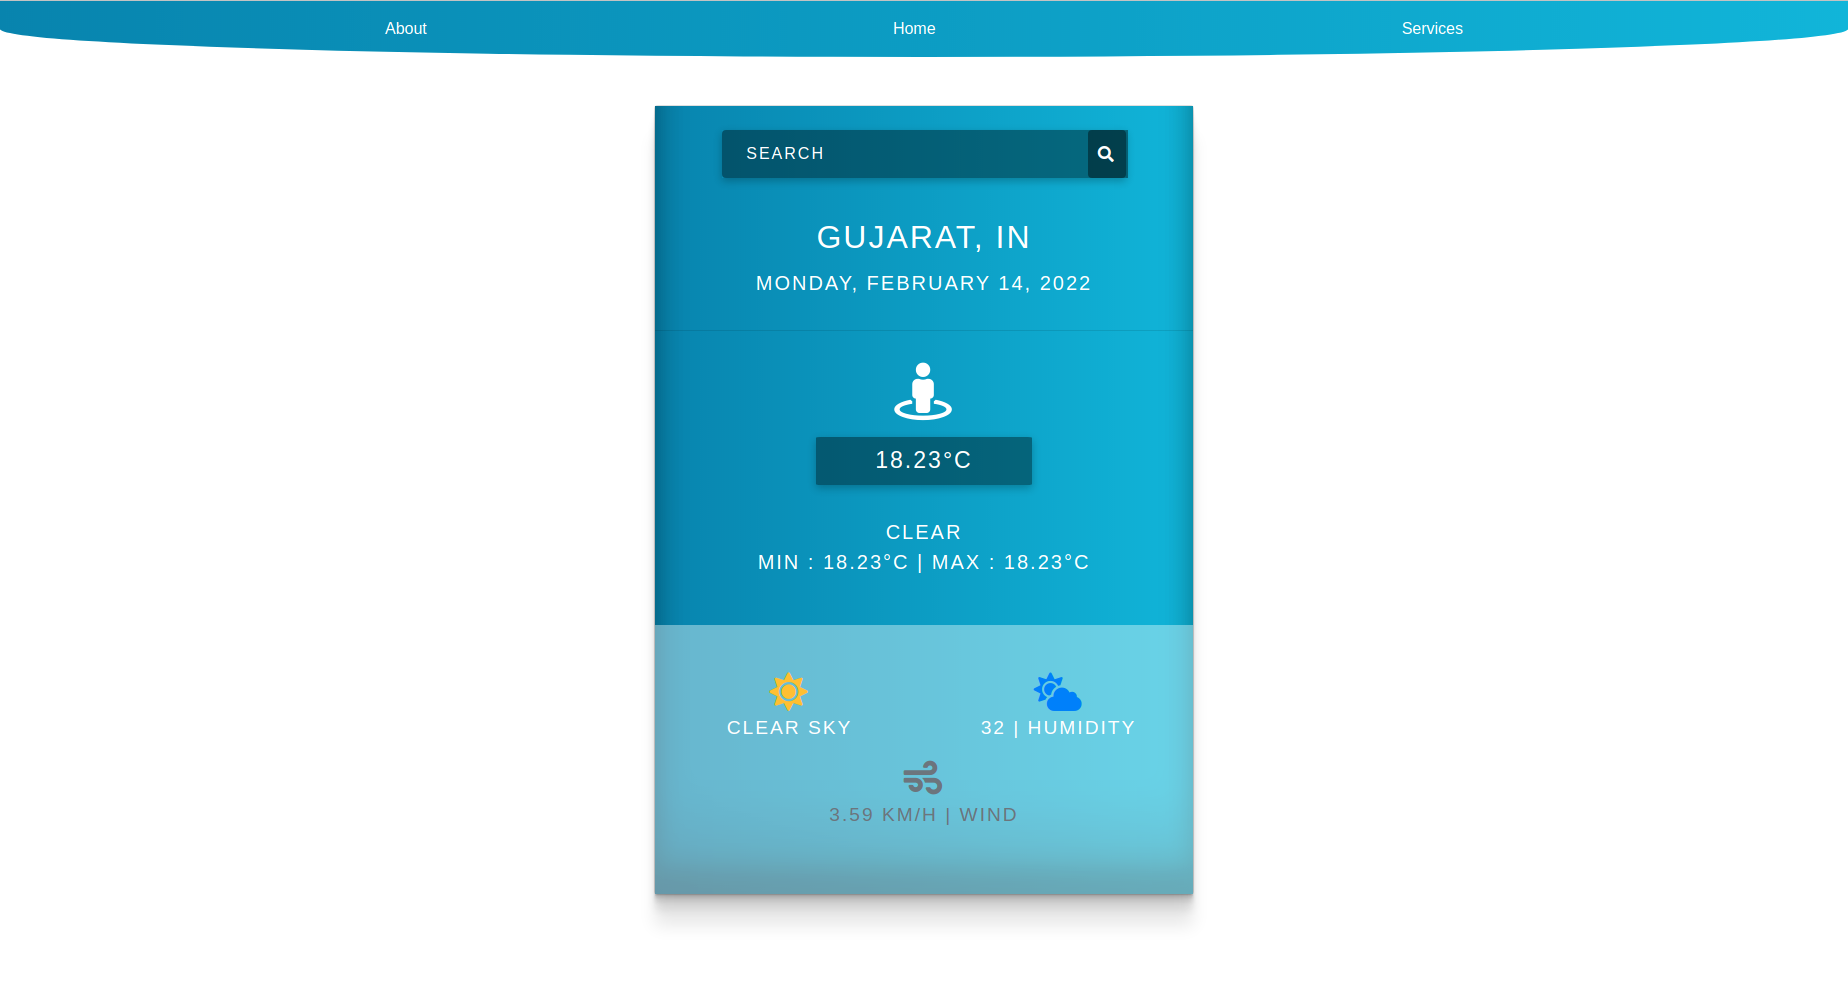 About Home Services
SEARCH
GUJARAT, IN
MONDAY, FEBRUARY 14, 2022
18.23°C
CLEAR
MIN : 18.23°C | MAX : 18.23°C
CLEAR SKY
32 | HUMIDITY
3.59 KM/H | WIND